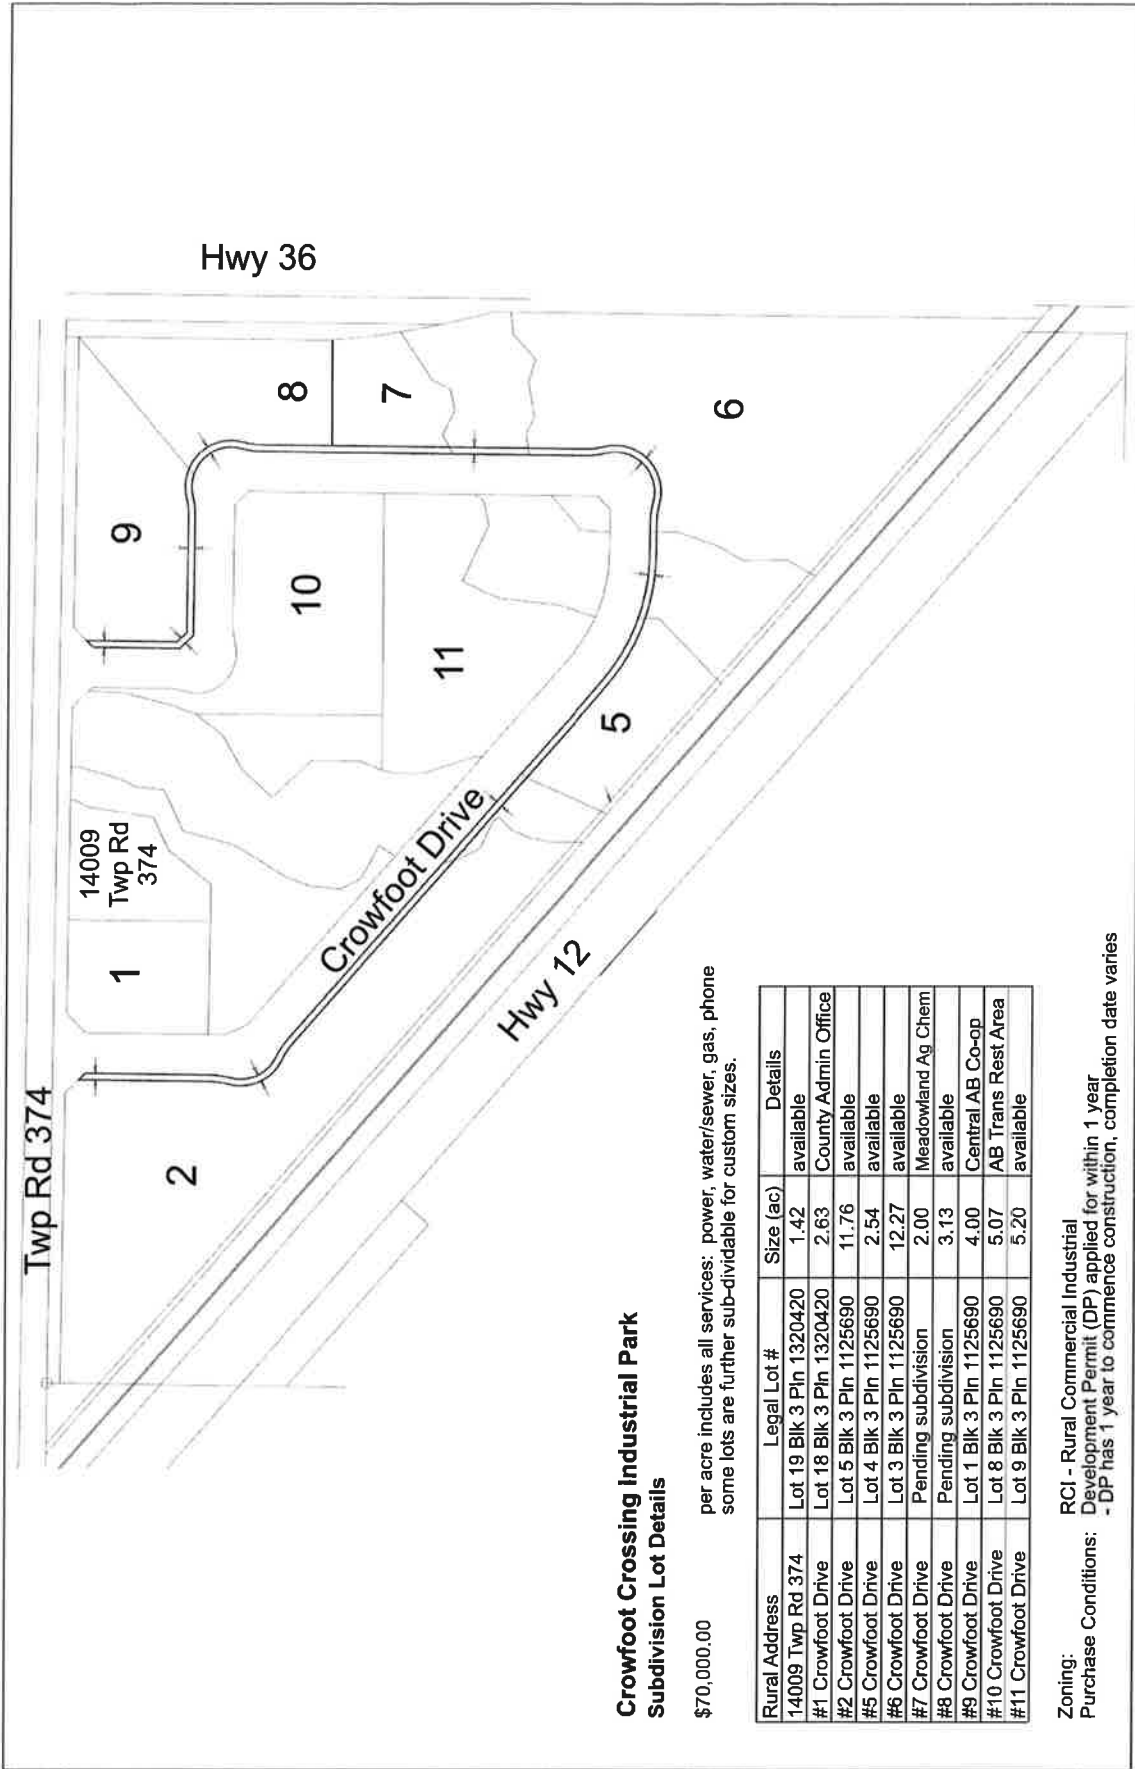 Twp Rd 374
Hwy 36
14009
Twp Rd
374
1
2
9
8
7
10
11
6
5
Crowfoot Drive
Hwy 12
Crowfoot Crossing Industrial Park
Subdivision Lot Details
$70,000.00 per acre includes all services: power, water/sewer, gas, phone
some lots are further sub-dividable for custom sizes.
Rural Address Legal Lot # Size (ac) Details
14009 Twp Rd 374 Lot 19 Blk 3 Pln 1320420 1.42 available
#1 Crowfoot Drive Lot 18 Blk 3 Pln 1320420 2.63 County Admin Office
#2 Crowfoot Drive Lot 5 Blk 3 Pln 1125690 11.76 available
#5 Crowfoot Drive Lot 4 Blk 3 Pln 1125690 2.54 available
#6 Crowfoot Drive Lot 3 Blk 3 Pln 1125690 12.27 available
#7 Crowfoot Drive Pending subdivision 2.00 Meadowland Ag Chem
#8 Crowfoot Drive Pending subdivision 3.13 available
#9 Crowfoot Drive Lot 1 Blk 3 Pln 1125690 4.00 Central AB Co-op
#10 Crowfoot Drive Lot 8 Blk 3 Pln 1125690 5.07 AB Trans Rest Area
#11 Crowfoot Drive Lot 9 Blk 3 Pln 1125690 5.20 available
Zoning: RCI - Rural Commercial Industrial
Purchase Conditions: Development Permit (DP) applied for within 1 year
- DP has 1 year to commence construction, completion date varies